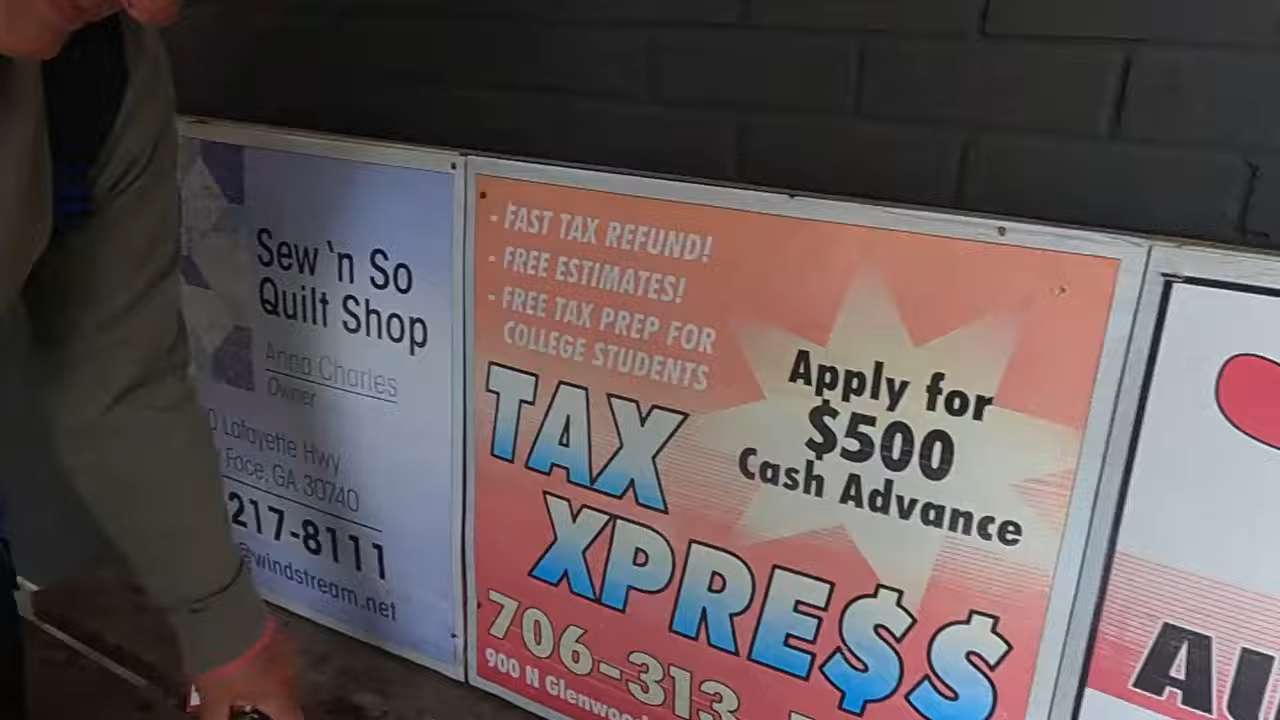 Sew 'n So
Quilt Shop
Anna Charles
Owner
Lafayette Hwy
Face, GA 30740
217-8111
@windstream.net
- FAST TAX REFUND!
- FREE ESTIMATES!
- FREE TAX PREP FOR
COLLEGE STUDENTS
TAX
XPRE$$
Apply for
$500
Cash Advance
706-313
900 N Glenwood